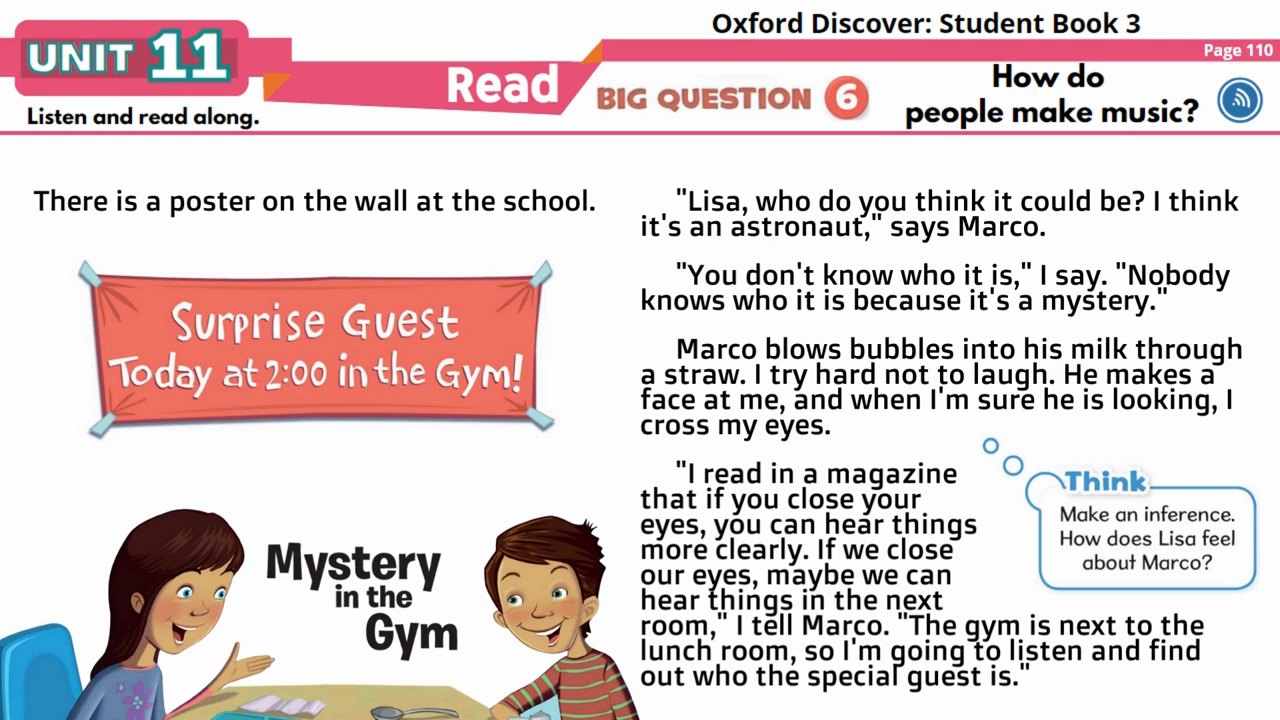 Oxford Discover: Student Book 3
UNIT 11
Page 110
Read
BIG QUESTION 6
How do
people make music?
Listen and read along.
There is a poster on the wall at the school.
Surprise Guest
Today at 2:00 in the Gym!
Mystery
in the
Gym
"Lisa, who do you think it could be? I think
it's an astronaut," says Marco.
"You don't know who it is," I say. "Nobody
knows who it is because it's a mystery."
Marco blows bubbles into his milk through
a straw. I try hard not to laugh. He makes a
face at me, and when I'm sure he is looking, I
cross my eyes.
"I read in a magazine
that if you close your
eyes, you can hear things
more clearly. If we close
our eyes, maybe we can
hear things in the next
room," I tell Marco. "The gym is next to the
lunch room, so I'm going to listen and find
out who the special guest is."
Think
Make an inference.
How does Lisa feel
about Marco?